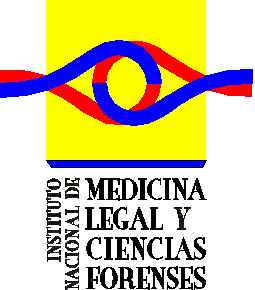 INSTITUTO
NACIONAL DE
MEDICINA
LEGAL Y
CIENCIAS
FORENSES